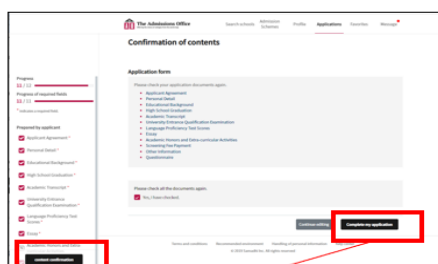 The Admissions Office
Search schools
Admission
Schemes
Profile
Applications
Favorites
Message
Confirmation of contents
Application form
Please check your application documents again.
Applicant Agreement
Personal Detail
Educational Background
High School Graduation
Academic Transcript
University Entrance Qualification Examination
Language Proficiency Test Scores
Academic Honors and Extra-curricular Activities
Screening Fee Payment
Other Information
Questionnaire
Please check all the documents again.
Yes, I have checked.
Continue editing
Complete my application
Terms and conditions
Recommended environment
Handling of personal information
Progress
Progress of required fields
* indicates a required field.
Prepared by applicant
Applicant Agreement *
Personal Detail *
Educational Background *
High School Graduation *
Academic Transcript *
University Entrance
Qualification Examination *
Language Proficiency Test
Scores *
Essay *
Academic Honors and Extra-
content confirmation